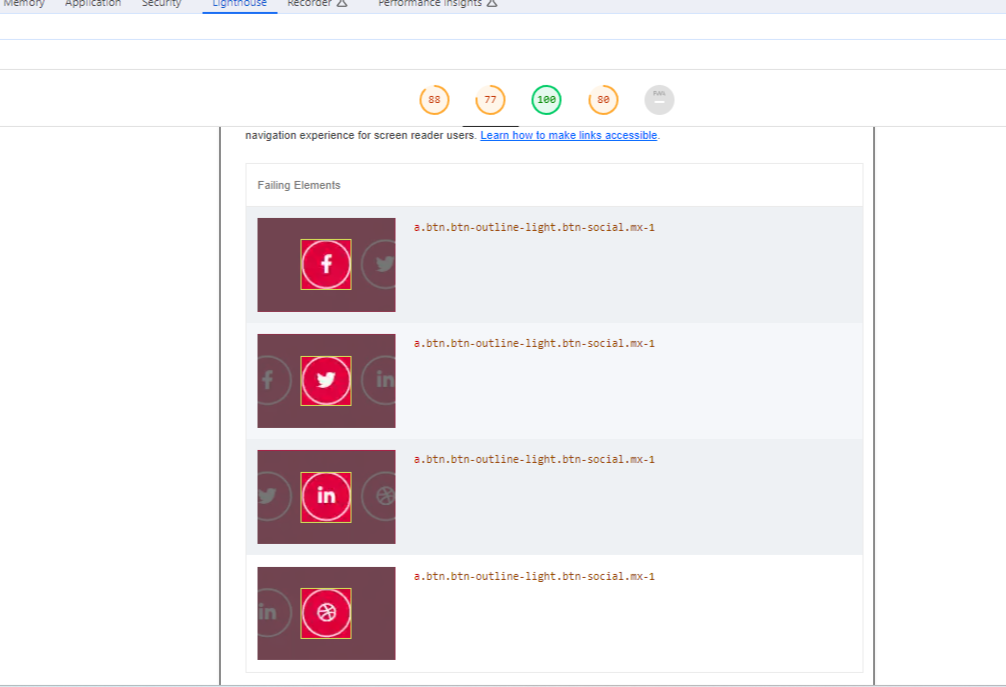 Memory Application Security Lighthouse Recorder Performance insights
88 77 100 80 PWA
navigation experience for screen reader users. Learn how to make links accessible.
Failing Elements
a.btn.btn-outline-light.btn-social.mx-1
a.btn.btn-outline-light.btn-social.mx-1
in
a.btn.btn-outline-light.btn-social.mx-1
in
a.btn.btn-outline-light.btn-social.mx-1
in